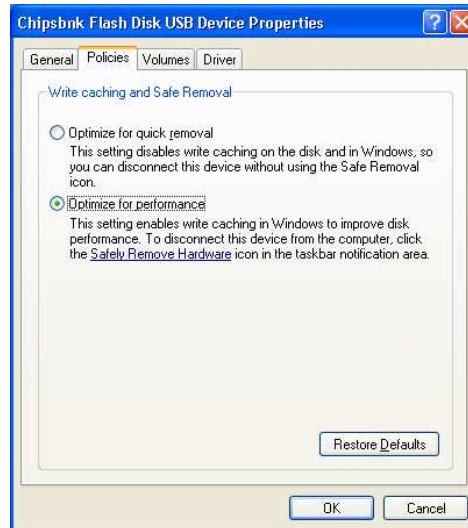 Chipsbnk Flash Disk USB Device Properties
General Policies Volumes Driver
Write caching and Safe Removal
Optimize for quick removal
This setting disables write caching on the disk and in Windows, so
you can disconnect this device without using the Safe Removal
icon.
Optimize for performance
This setting enables write caching in Windows to improve disk
performance. To disconnect this device from the computer, click
the Safely Remove Hardware icon in the taskbar notification area.
Restore Defaults
OK Cancel